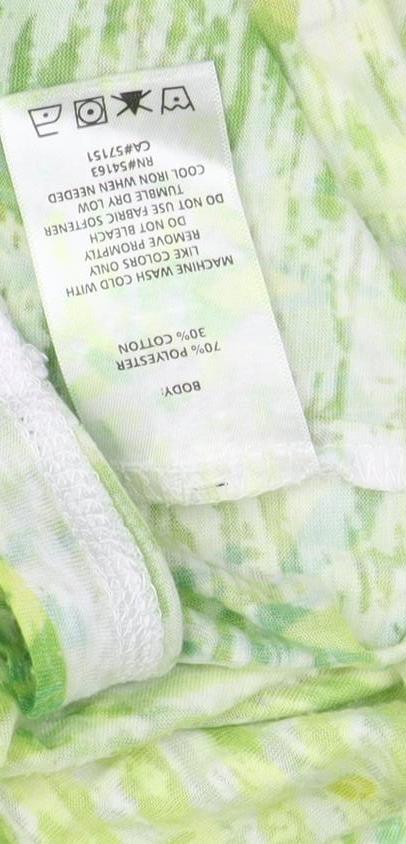 BODY:
70% POLYESTER
30% COTTON
MACHINE WASH COLD WITH
LIKE COLORS ONLY
REMOVE PROMPTLY
DO NOT BLEACH
DO NOT USE FABRIC SOFTENER
TUMBLE DRY LOW
COOL IRON WHEN NEEDED
RN#54163
CA#57151